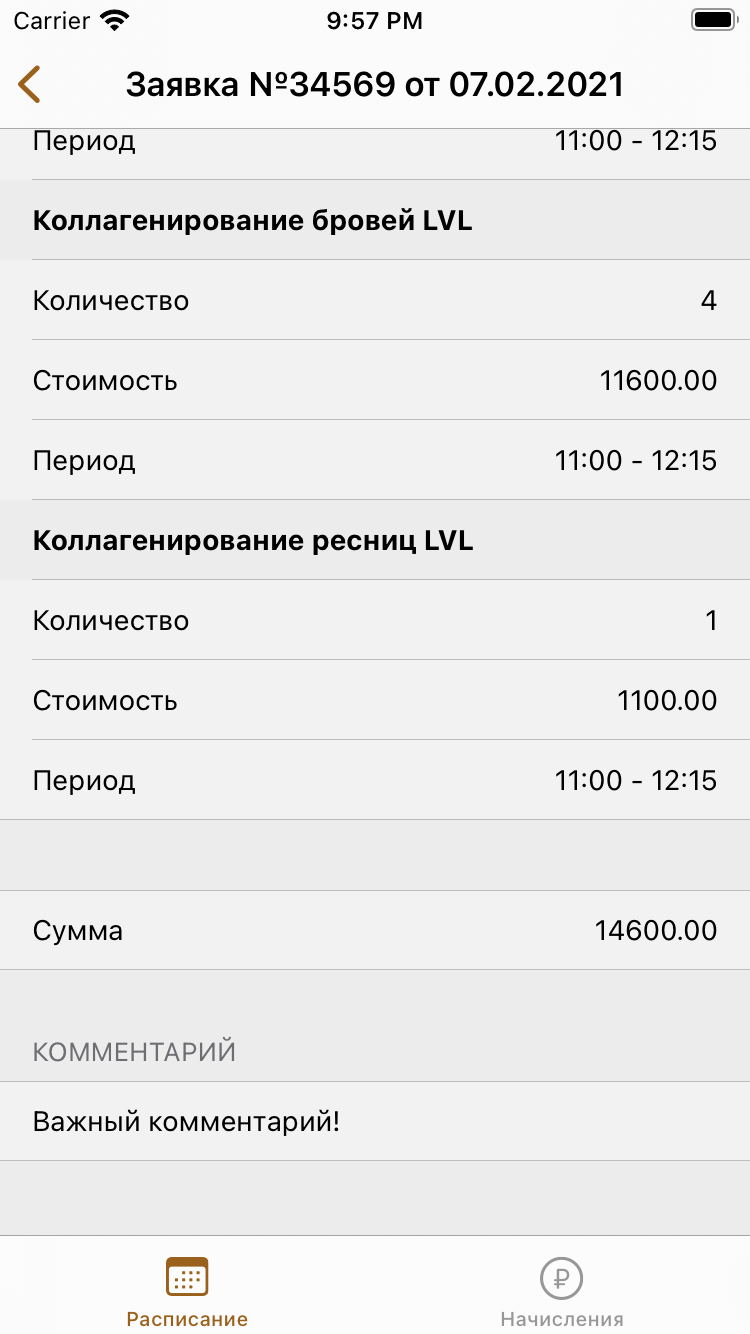 Carrier 9:57 PM
Заявка №34569 от 07.02.2021
Период 11:00 - 12:15
Коллагенирование бровей LVL
Количество 4
Стоимость 11600.00
Период 11:00 - 12:15
Коллагенирование ресниц LVL
Количество 1
Стоимость 1100.00
Период 11:00 - 12:15
Сумма 14600.00
КОММЕНТАРИЙ
Важный комментарий!
Расписание Начисления